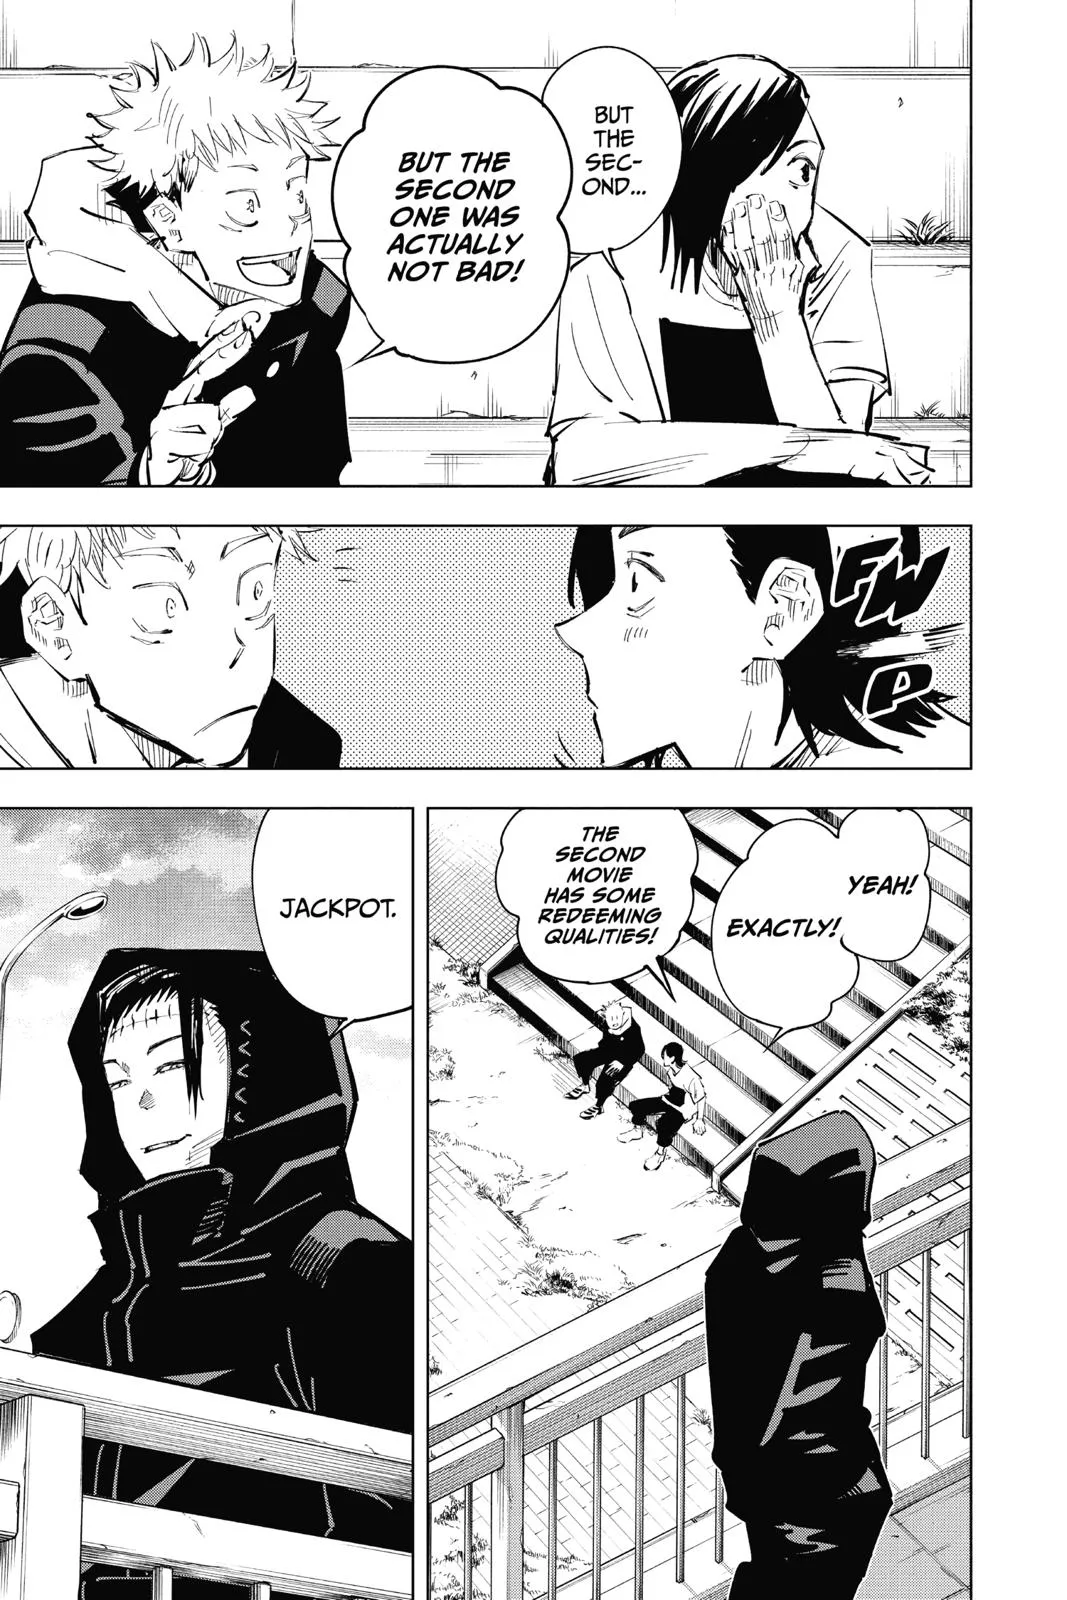 BUT
THE
SEC-
OND...
BUT THE
SECOND
ONE WAS
ACTUALLY
NOT BAD!
FWP
YEAH!
EXACTLY!
THE
SECOND
MOVIE
HAS SOME
REDEEMING
QUALITIES!
JACKPOT.